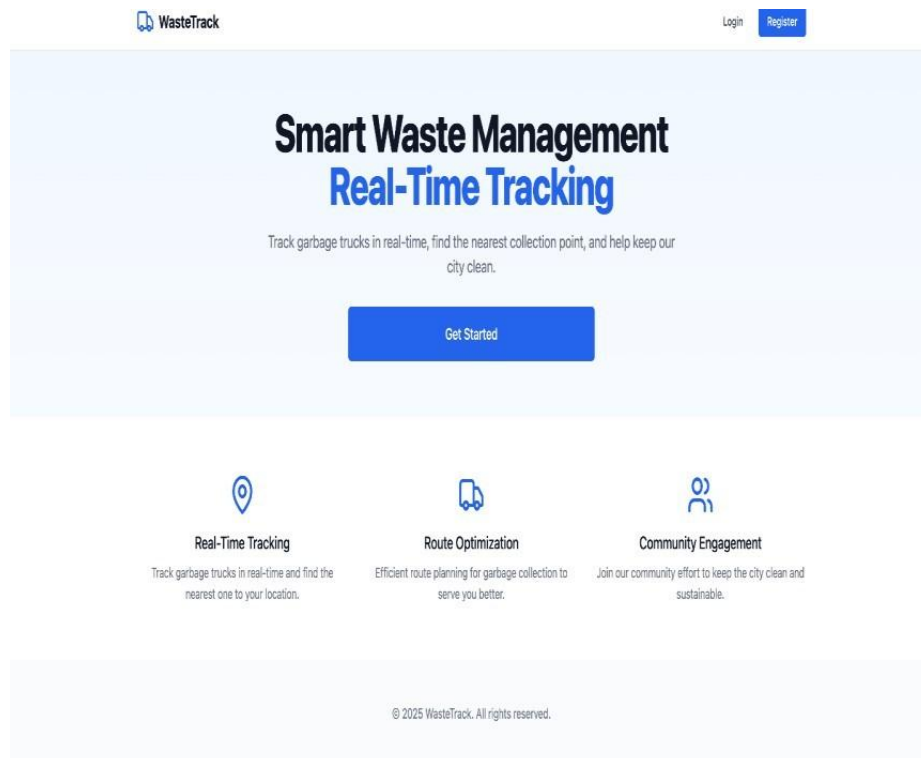 WasteTrack
Login
Register
Smart Waste Management
Real-Time Tracking
Track garbage trucks in real-time, find the nearest collection point, and help keep our
city clean.
Get Started
Real-Time Tracking
Track garbage trucks in real-time and find the
nearest one to your location.
Route Optimization
Efficient route planning for garbage collection to
serve you better.
Community Engagement
Join our community effort to keep the city clean and
sustainable.
© 2025 WasteTrack. All rights reserved.